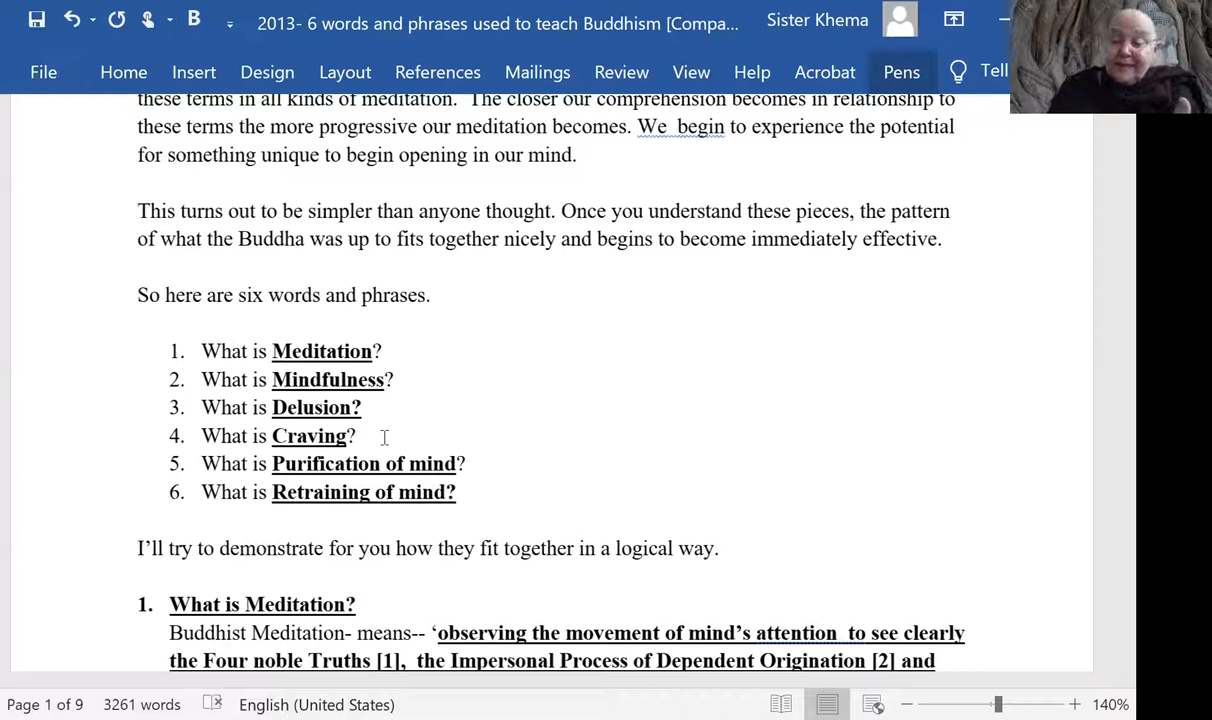 2013- 6 words and phrases used to teach Buddhism [Compa... Sister Khema
File Home Insert Design Layout References Mailings Review View Help Acrobat Pens Tell
these terms in all kinds of meditation. The closer our comprehension becomes in relationship to
these terms the more progressive our meditation becomes. We begin to experience the potential
for something unique to begin opening in our mind.
This turns out to be simpler than anyone thought. Once you understand these pieces, the pattern
of what the Buddha was up to fits together nicely and begins to become immediately effective.
So here are six words and phrases.
1. What is Meditation?
2. What is Mindfulness?
3. What is Delusion?
4. What is Craving?
5. What is Purification of mind?
6. What is Retraining of mind?
I'll try to demonstrate for you how they fit together in a logical way.
1. What is Meditation?
Buddhist Meditation- means-- ‘observing the movement of mind’s attention to see clearly
the Four noble Truths [1], the Impersonal Process of Dependent Origination [2] and
Page 1 of 9 3261 words English (United States) 140%